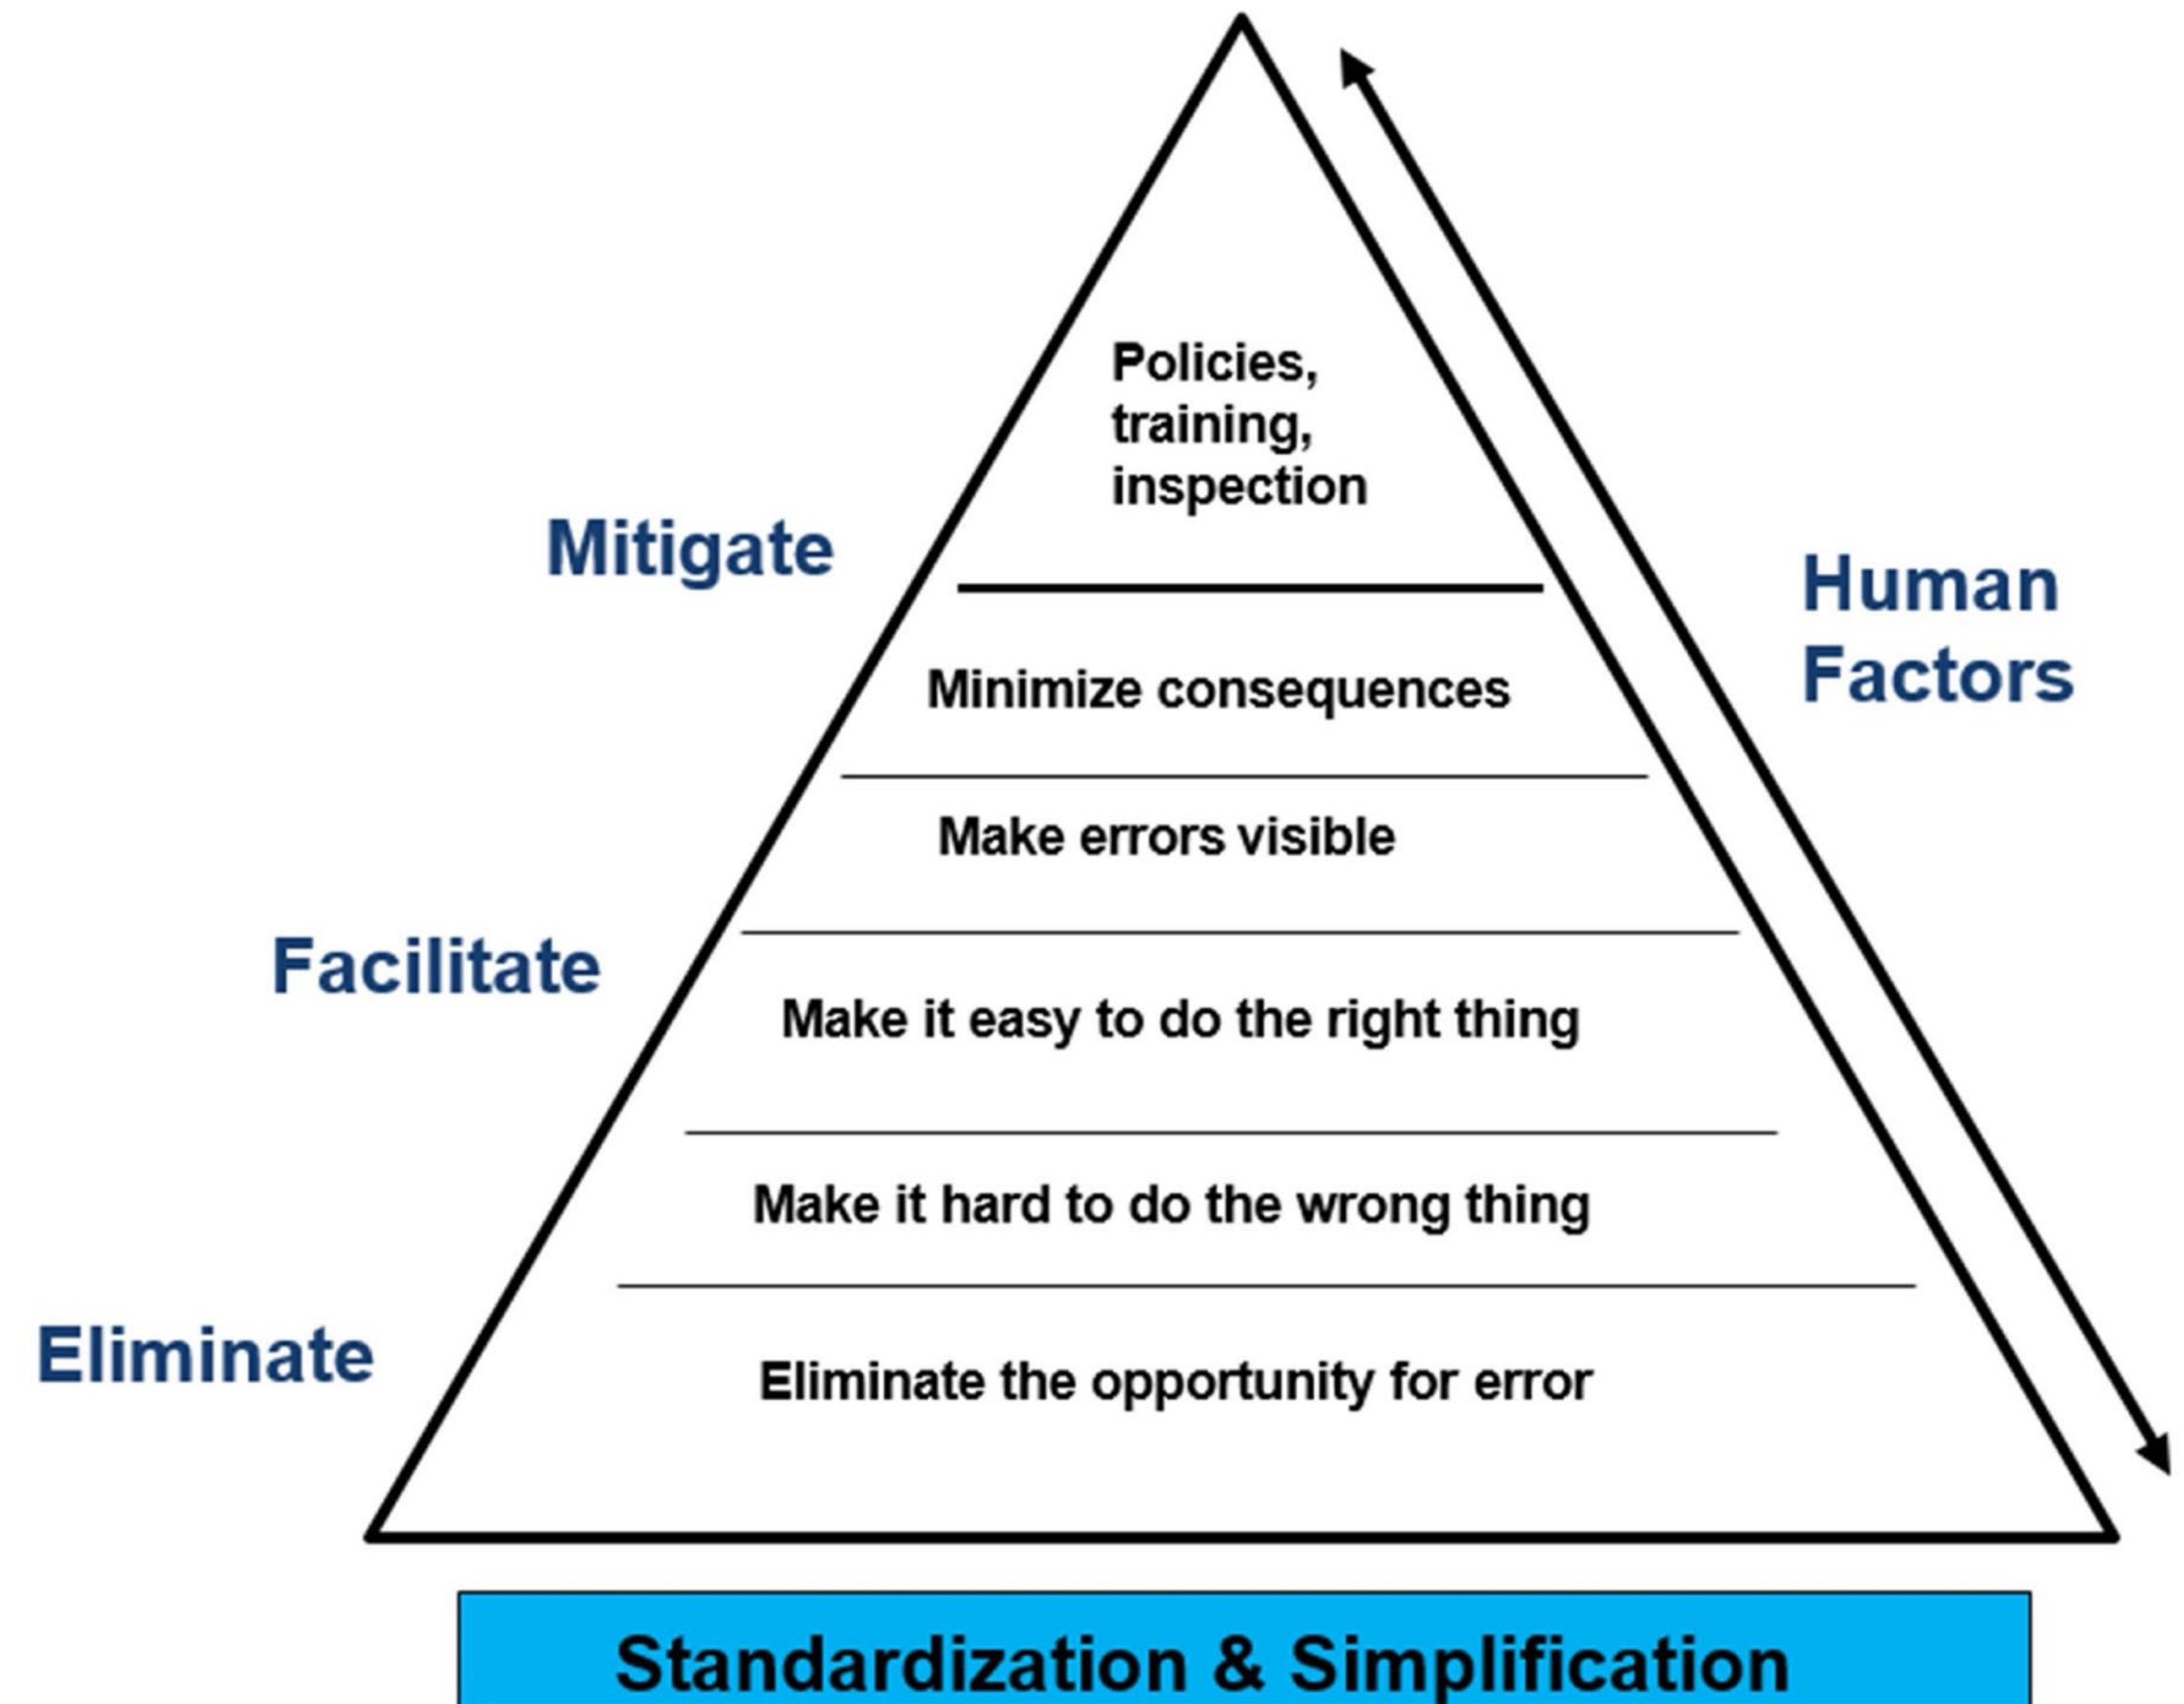 Policies,
training,
inspection
Mitigate
Human
Factors
Minimize consequences
Make errors visible
Facilitate
Make it easy to do the right thing
Make it hard to do the wrong thing
Eliminate
Eliminate the opportunity for error
Standardization & Simplification